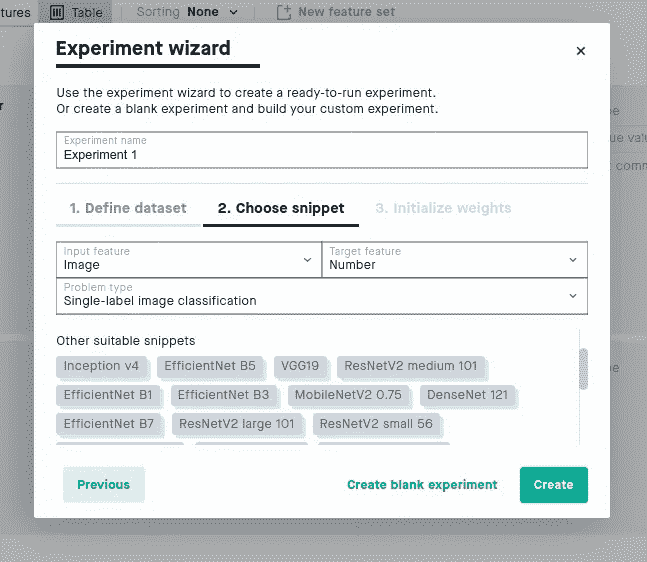 tures Table Sorting None New feature set
Experiment wizard
Use the experiment wizard to create a ready-to-run experiment.
Or create a blank experiment and build your custom experiment.
Experiment name
Experiment 1
1. Define dataset 2. Choose snippet 3. Initialize weights
Input feature Target feature
Image Number
Problem type
Single-label image classification
Other suitable snippets
Inception v4 EfficientNet B5 VGG19 ResNetV2 medium 101
EfficientNet B1 EfficientNet B3 MobileNetV2 0.75 DenseNet 121
EfficientNet B7 ResNetV2 large 101 ResNetV2 small 56
Previous Create blank experiment Create